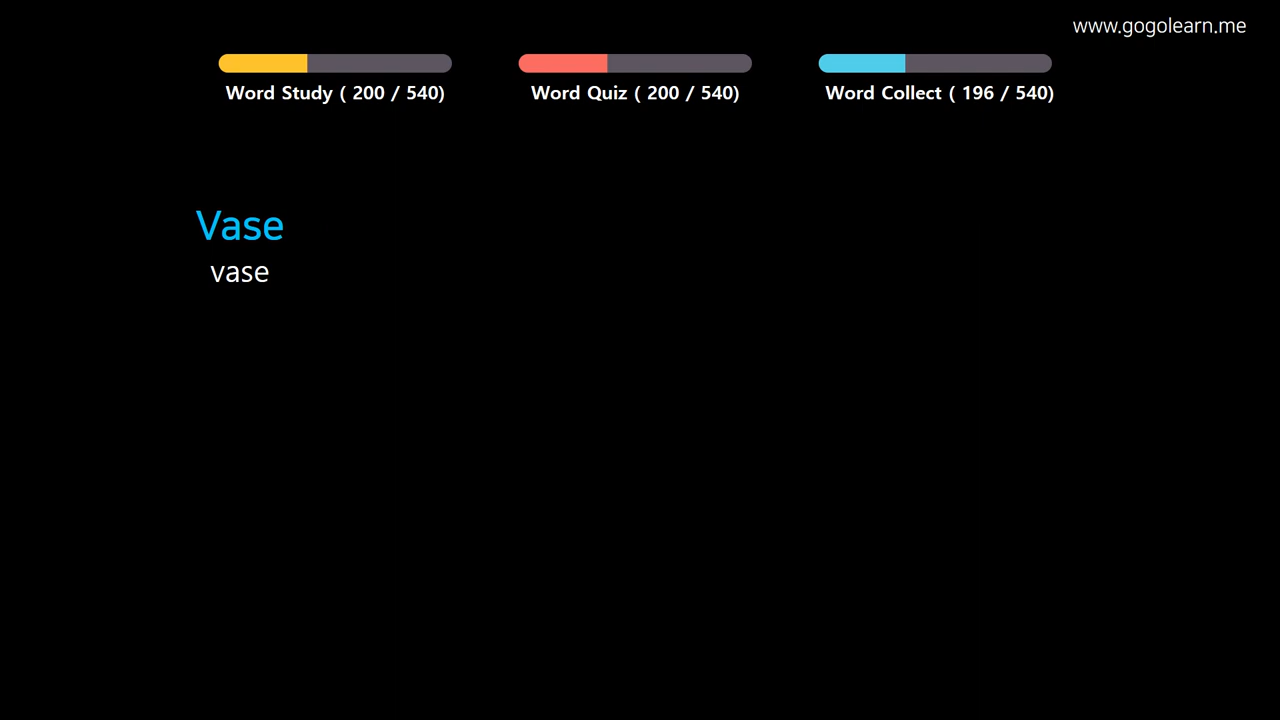 www.gogolearn.me
Word Study ( 200 / 540)
Word Quiz ( 200 / 540)
Word Collect ( 196 / 540)
Vase
vase